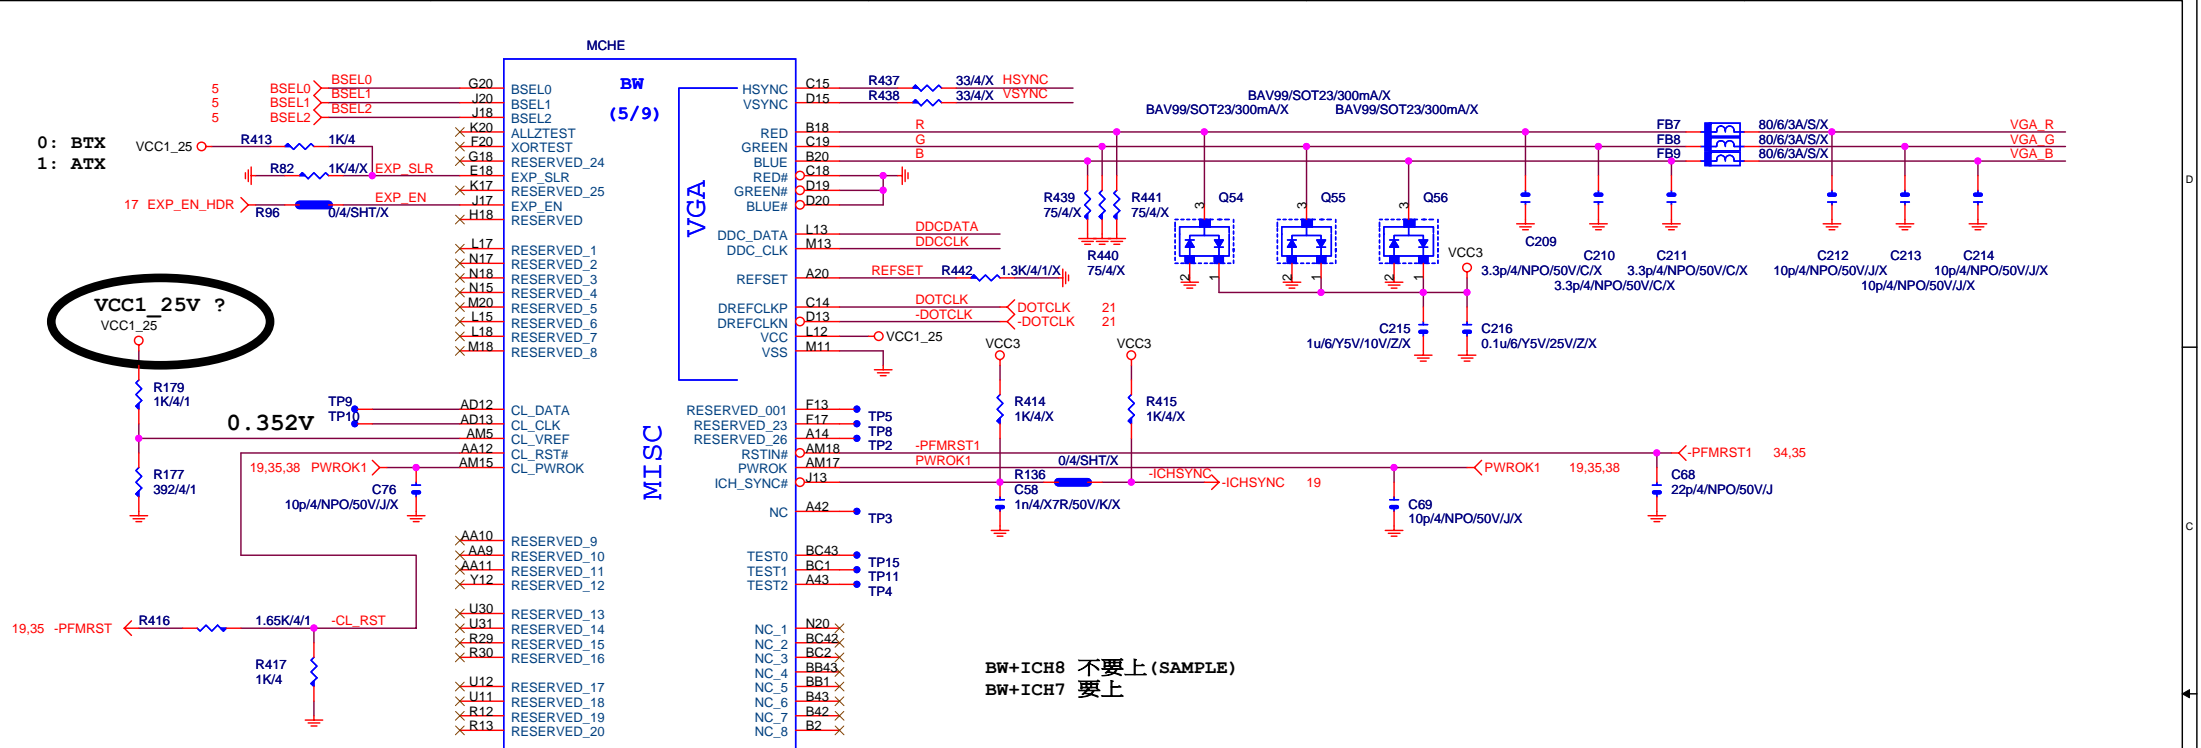 MCHE
BW
(5/9)
VGA
MISC
0: BTX
1: ATX
5 BSEL0 BSEL0 G20 BSEL0
5 BSEL1 BSEL1 J20 BSEL1
5 BSEL2 BSEL2 J18 BSEL2
K20 ALLZTEST
VCC1_25 R413 1K/4 F20 XORTEST
G18 RESERVED_24
R82 1K/4/X EXP_SLR E18 EXP_SLR
K17 RESERVED_25
17 EXP_EN_HDR R96 0/4/SHT/X EXP_EN J17 EXP_EN
H18 RESERVED
L17 RESERVED_1
N17 RESERVED_2
N18 RESERVED_3
N15 RESERVED_4
M20 RESERVED_5
L15 RESERVED_6
L18 RESERVED_7
M18 RESERVED_8
VCC1_25V ?
VCC1_25
R179
1K/4/1
0.352V
R177
392/4/1
TP9 AD12 CL_DATA
TP10 AD13 CL_CLK
AM5 CL_VREF
AA12 CL_RST#
19,35,38 PWROK1 AM15 CL_PWROK
C76
10p/4/NPO/50V/J/X
AA10 RESERVED_9
AA9 RESERVED_10
AA11 RESERVED_11
Y12 RESERVED_12
U30 RESERVED_13
U31 RESERVED_14
R29 RESERVED_15
R30 RESERVED_16
U12 RESERVED_17
U11 RESERVED_18
R12 RESERVED_19
R13 RESERVED_20
19,35 -PFMRST R416 1.65K/4/1 -CL_RST
R417
1K/4
HSYNC C15 R437 33/4/X HSYNC
VSYNC D15 R438 33/4/X VSYNC
RED B18 R
GREEN C19 G
BLUE B20 B
RED# C18
GREEN# D19
BLUE# D20
DDC_DATA L13 DDCDATA
DDC_CLK M13 DDCCLK
REFSET A20 REFSET R442 1.3K/4/1/X
DREFCLKP C14 DOTCLK DOTCLK 21
DREFCLKN D13 -DOTCLK -DOTCLK 21
VCC L12 VCC1_25
VSS M11
R439
75/4/X
R440
75/4/X
R441
75/4/X
BAV99/SOT23/300mA/X
BAV99/SOT23/300mA/X BAV99/SOT23/300mA/X
3 Q54 2 1
3 Q55 2 1
3 Q56 2 1
VCC3
C215
1u/6/Y5V/10V/Z/X
C216
0.1u/6/Y5V/25V/Z/X
FB7 80/6/3A/S/X VGA_R
FB8 80/6/3A/S/X VGA_G
FB9 80/6/3A/S/X VGA_B
C209
3.3p/4/NPO/50V/C/X
C210
3.3p/4/NPO/50V/C/X
C211
3.3p/4/NPO/50V/C/X
C212
10p/4/NPO/50V/J/X
C213
10p/4/NPO/50V/J/X
C214
10p/4/NPO/50V/J/X
VCC3
R414
1K/4/X
VCC3
R415
1K/4/X
RESERVED_001 F13 TP5
RESERVED_23 F17 TP8
RESERVED_26 A14 TP2
RSTIN# AM18 -PFMRST1 -PFMRST1 34,35
PWROK AM17 PWROK1 PWROK1 19,35,38
ICH_SYNC# J13 R136 0/4/SHT/X -ICHSYNC -ICHSYNC 19
C58
1n/4/X7R/50V/K/X
C69
10p/4/NPO/50V/J/X
C68
22p/4/NPO/50V/J
NC A42 TP3
TEST0 BC43 TP15
TEST1 BC1 TP11
TEST2 A43 TP4
NC_1 N20
NC_2 BC42
NC_3 BC2
NC_4 BB43
NC_5 BB1
NC_6 B43
NC_7 B42
NC_8 B2
BW+ICH8 不要上(SAMPLE)
BW+ICH7 要上
D
C